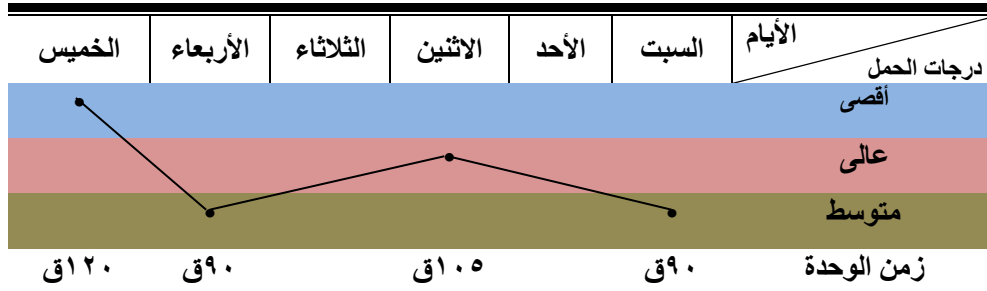 الأيام
درجات الحمل
السبت
الأحد
الاثنين
الثلاثاء
الأربعاء
الخميس
أقصى
عالى
متوسط
زمن الوحدة ٩٠ق ١٠٥ق ٩٠ق ١٢٠ق